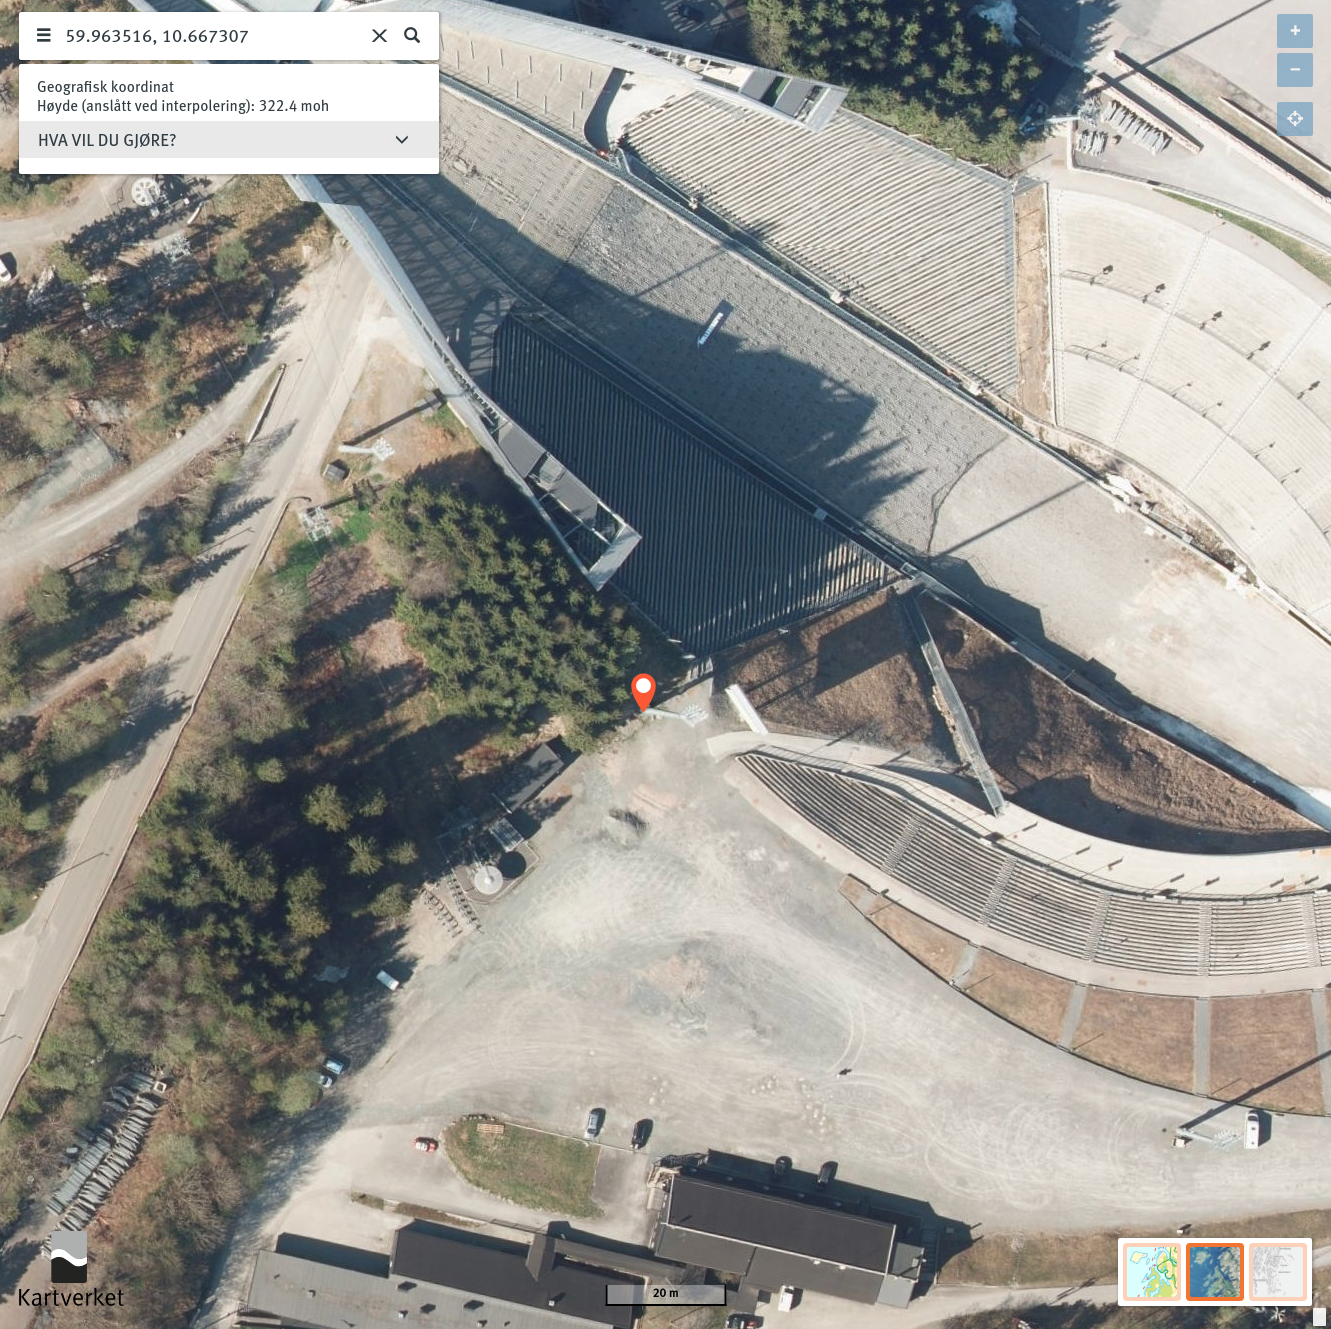 59.963516, 10.667307
Geografisk koordinat
Høyde (anslått ved interpolering): 322.4 moh
HVA VIL DU GJØRE?
20 m
Kartverket